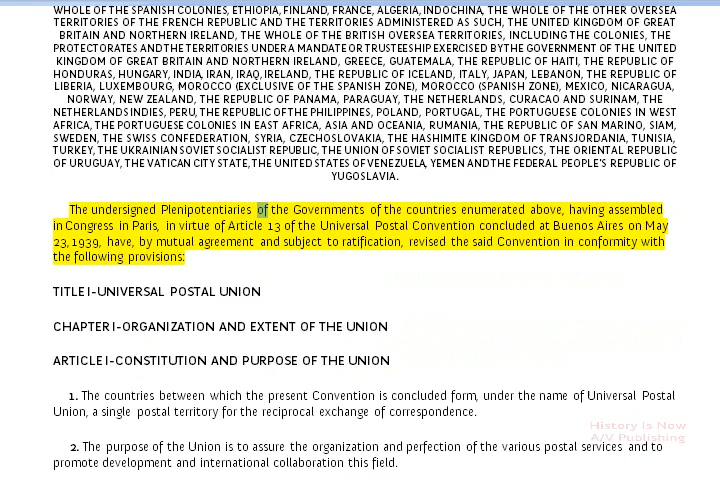 WHOLE OF THE SPANISH COLONIES, ETHIOPIA, FINLAND, FRANCE, ALGERIA, INDOCHINA, THE WHOLE OF THE OTHER OVERSEA
TERRITORIES OF THE FRENCH REPUBLIC AND THE TERRITORIES ADMINISTERED AS SUCH, THE UNITED KINGDOM OF GREAT
BRITAIN AND NORTHERN IRELAND, THE WHOLE OF THE BRITISH OVERSEA TERRITORIES, INCLUDING THE COLONIES, THE
PROTECTORATES AND THE TERRITORIES UNDER A MANDATE OR TRUSTEESHIP EXERCISED BY THE GOVERNMENT OF THE UNITED
KINGDOM OF GREAT BRITAIN AND NORTHERN IRELAND, GREECE, GUATEMALA, THE REPUBLIC OF HAITI, THE REPUBLIC OF
HONDURAS, HUNGARY, INDIA, IRAN, IRAQ, IRELAND, THE REPUBLIC OF ICELAND, ITALY, JAPAN, LEBANON, THE REPUBLIC OF
LIBERIA, LUXEMBOURG, MOROCCO (EXCLUSIVE OF THE SPANISH ZONE), MOROCCO (SPANISH ZONE), MEXICO, NICARAGUA,
NORWAY, NEW ZEALAND, THE REPUBLIC OF PANAMA, PARAGUAY, THE NETHERLANDS, CURACAO AND SURINAM, THE
NETHERLANDS INDIES, PERU, THE REPUBLIC OF THE PHILIPPINES, POLAND, PORTUGAL, THE PORTUGUESE COLONIES IN WEST
AFRICA, THE PORTUGUESE COLONIES IN EAST AFRICA, ASIA AND OCEANIA, RUMANIA, THE REPUBLIC OF SAN MARINO, SIAM,
SWEDEN, THE SWISS CONFEDERATION, SYRIA, CZECHOSLOVAKIA, THE HASHIMITE KINGDOM OF TRANSJORDANIA, TUNISIA,
TURKEY, THE UKRAINIAN SOVIET SOCIALIST REPUBLIC, THE UNION OF SOVIET SOCIALIST REPUBLICS, THE ORIENTAL REPUBLIC
OF URUGUAY, THE VATICAN CITY STATE, THE UNITED STATES OF VENEZUELA, YEMEN AND THE FEDERAL PEOPLE'S REPUBLIC OF
YUGOSLAVIA.
The undersigned Plenipotentiaries of the Governments of the countries enumerated above, having assembled
in Congress in Paris, in virtue of Article 13 of the Universal Postal Convention concluded at Buenos Aires on May
23, 1939, have, by mutual agreement and subject to ratification, revised the said Convention in conformity with
the following provisions:
TITLE I-UNIVERSAL POSTAL UNION
CHAPTER I-ORGANIZATION AND EXTENT OF THE UNION
ARTICLE I-CONSTITUTION AND PURPOSE OF THE UNION
1. The countries between which the present Convention is concluded form, under the name of Universal Postal
Union, a single postal territory for the reciprocal exchange of correspondence.
History Is Now
A/V Publishing
2. The purpose of the Union is to assure the organization and perfection of the various postal services and to
promote development and international collaboration this field.